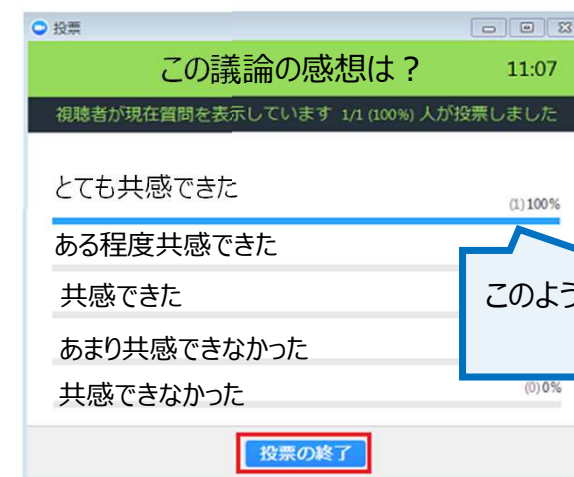 投票
この議論の感想は？ 11:07
視聴者が現在質問を表示しています 1/1 (100%) 人が投票しました
とても共感できた
(1)100%
ある程度共感できた
共感できた
このよう
あまり共感できなかった
共感できなかった
(0)0%
投票の終了